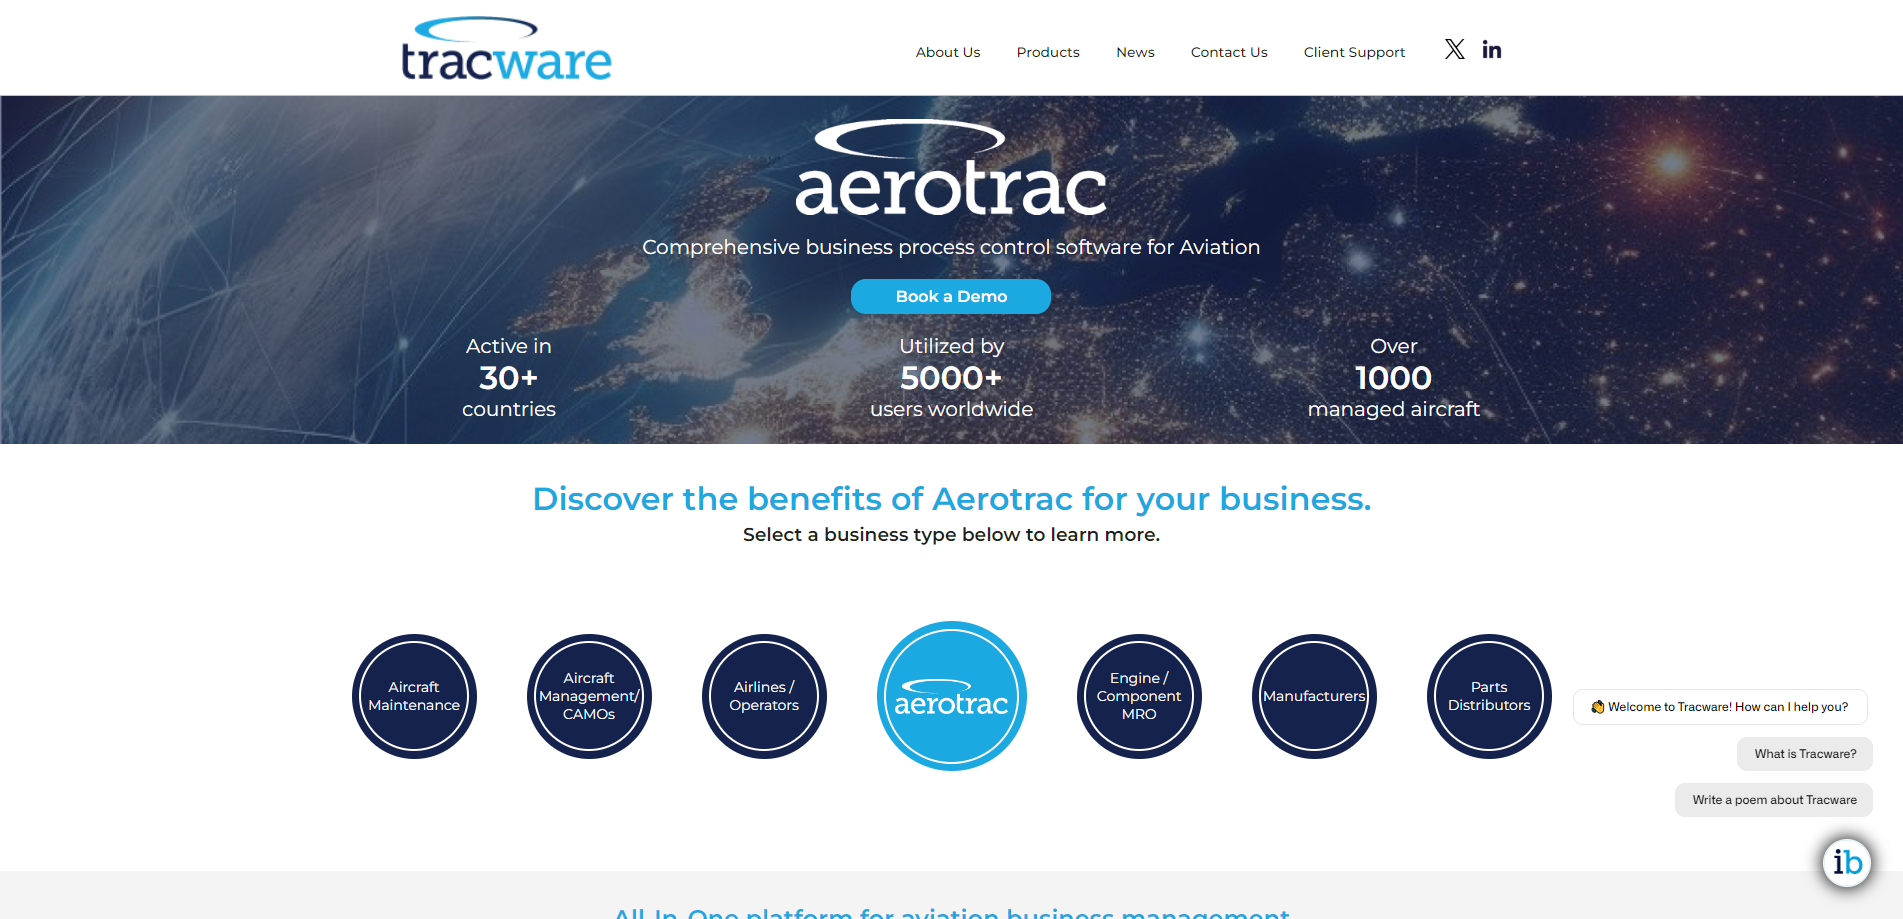 tracware
About Us
Products
News
Contact Us
Client Support
X
in
aerotrac
Comprehensive business process control software for Aviation
Book a Demo
Active in
30+
countries
Utilized by
5000+
users worldwide
Over
1000
managed aircraft
Discover the benefits of Aerotrac for your business.
Select a business type below to learn more.
Aircraft
Maintenance
Aircraft
Management/
CAMOs
Airlines /
Operators
aerotrac
Engine /
Component
MRO
Manufacturers
Parts
Distributors
👏 Welcome to Tracware! How can I help you?
What is Tracware?
Write a poem about Tracware
ib
All-In-One platform for aviation business management